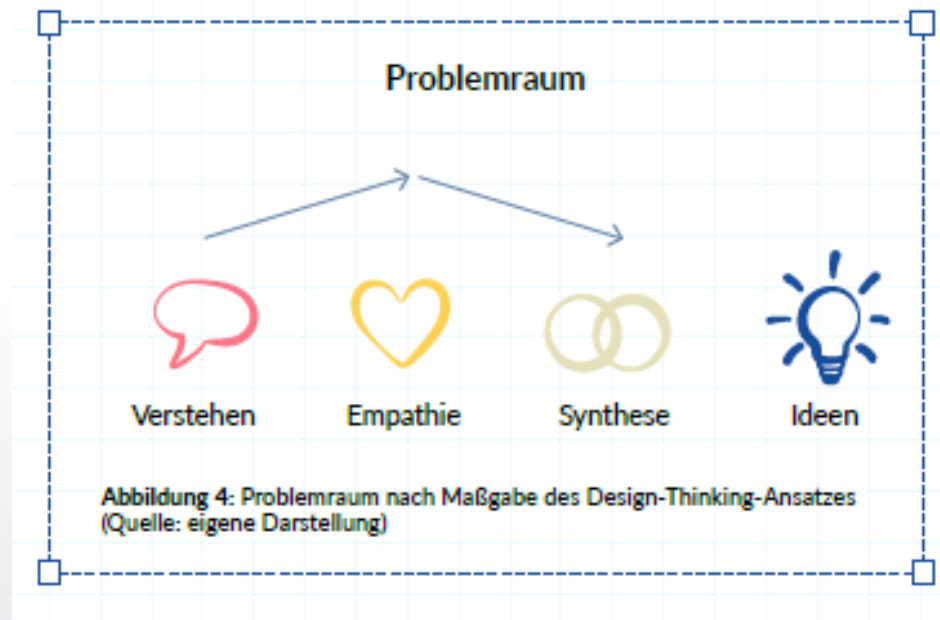 Problemraum
Verstehen
Empathie
Synthese
Ideen
Abbildung 4: Problemraum nach Maßgabe des Design-Thinking-Ansatzes
(Quelle: eigene Darstellung)